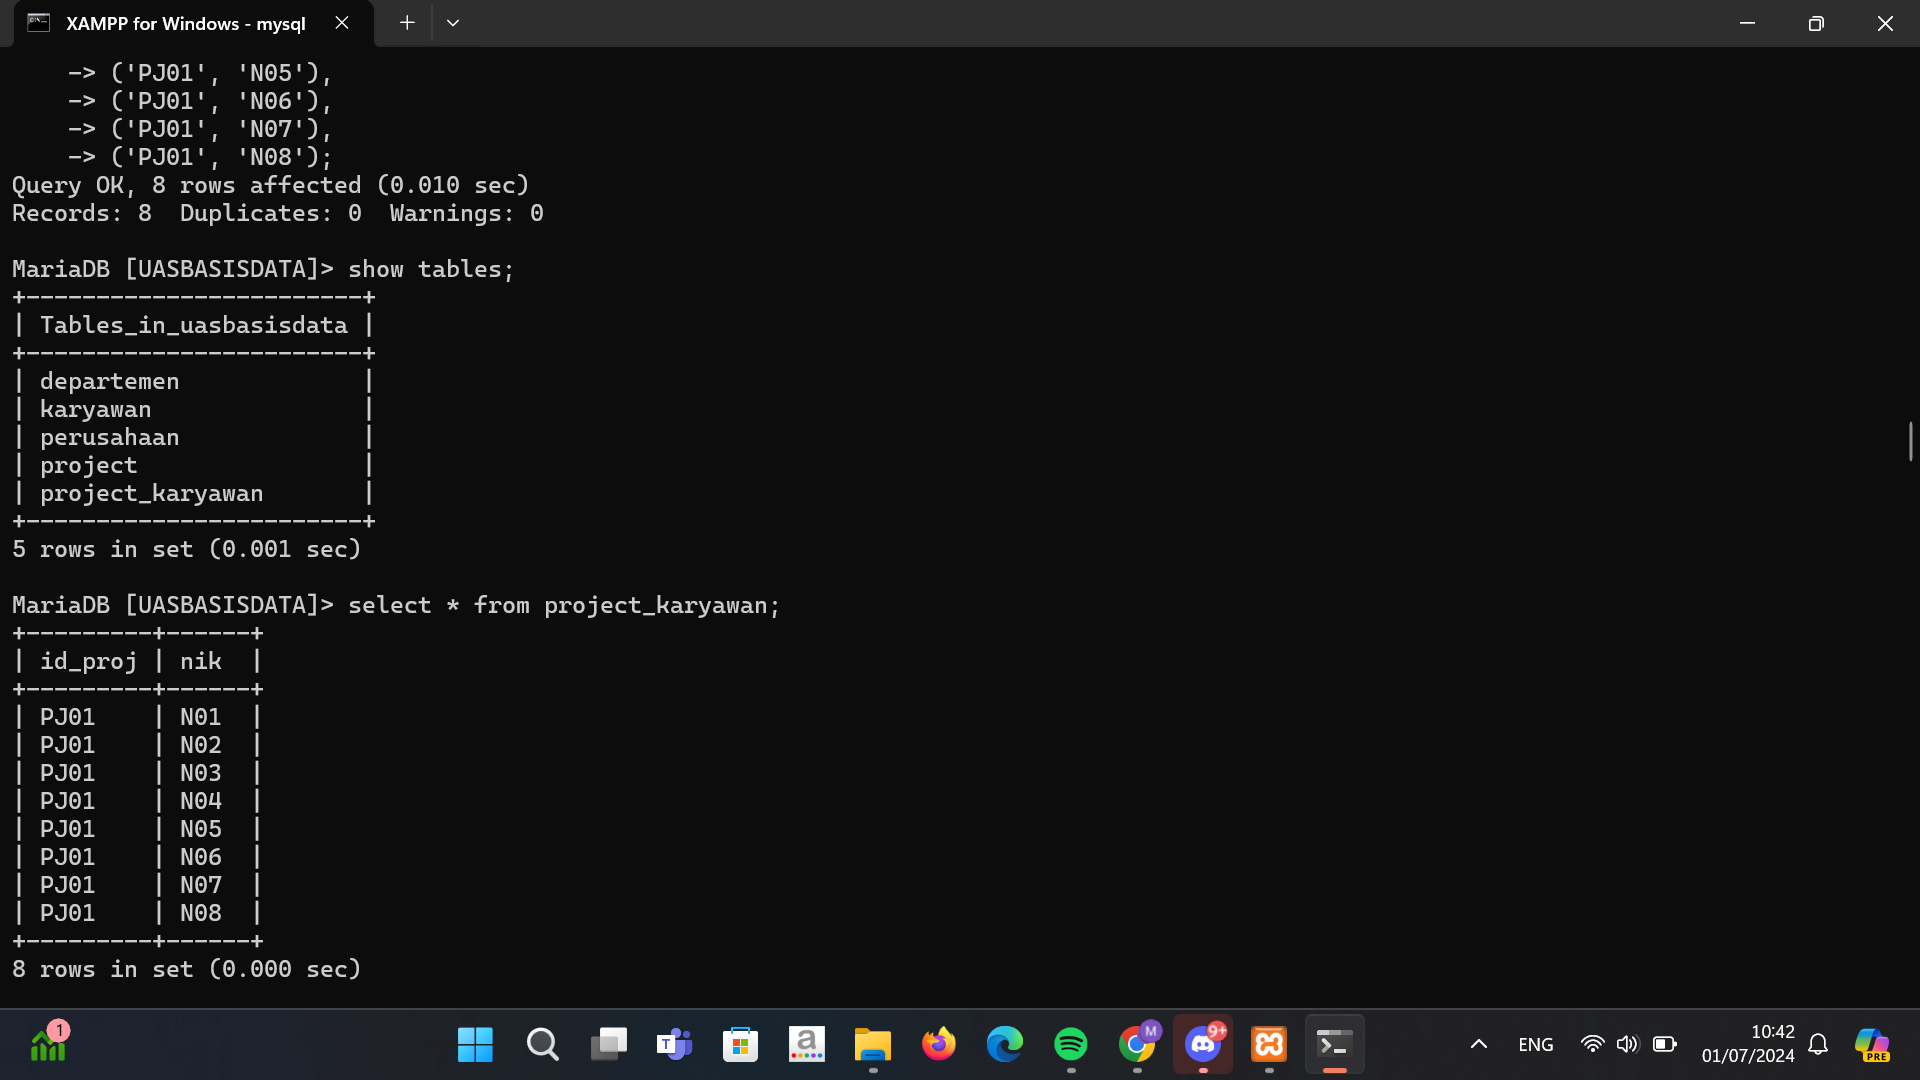 XAMPP for Windows - mysql
    -> ('PJ01', 'N05'),
    -> ('PJ01', 'N06'),
    -> ('PJ01', 'N07'),
    -> ('PJ01', 'N08');
Query OK, 8 rows affected (0.010 sec)
Records: 8  Duplicates: 0  Warnings: 0
MariaDB [UASBASISDATA]> show tables;
+------------------------+
| Tables_in_uasbasisdata |
+------------------------+
| departemen             |
| karyawan               |
| perusahaan             |
| project                |
| project_karyawan       |
+------------------------+
5 rows in set (0.001 sec)
MariaDB [UASBASISDATA]> select * from project_karyawan;
+---------+------+
| id_proj | nik  |
+---------+------+
| PJ01    | N01  |
| PJ01    | N02  |
| PJ01    | N03  |
| PJ01    | N04  |
| PJ01    | N05  |
| PJ01    | N06  |
| PJ01    | N07  |
| PJ01    | N08  |
+---------+------+
8 rows in set (0.000 sec)
1
T
a
M
9+
ENG
10:42
01/07/2024
PRE